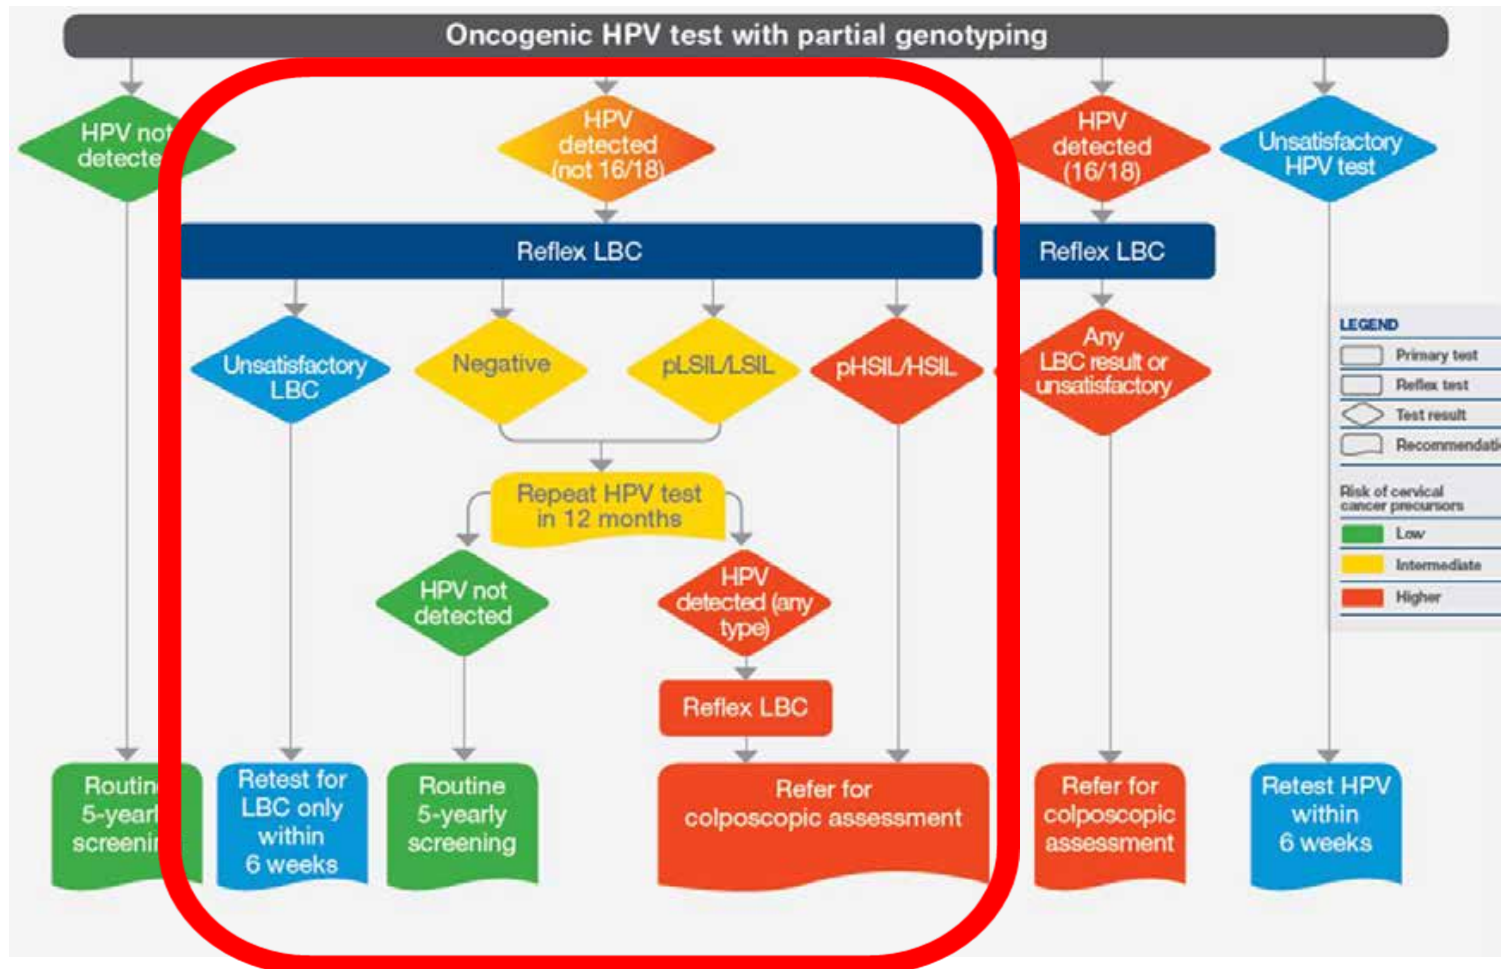 Oncogenic HPV test with partial genotyping
HPV not
detecte
HPV
detected
(not 16/18)
HPV
detected
(16/18)
Unsatisfactory
HPV test
Reflex LBC
Reflex LBC
Unsatisfactory
LBC
Negative
pLSIL/LSIL
pHSIL/HSIL
Any
LBC result or
unsatisfactory
Repeat HPV test
in 12 months
HPV not
detected
HPV
detected (any
type)
Reflex LBC
Routin
5-yearl
screenin
Retest for
LBC only
within
6 weeks
Routine
5-yearly
screening
Refer for
colposcopic assessment
Refer for
colposcopic
assessment
Retest HPV
within
6 weeks
LEGEND
Primary test
Reflex test
Test result
Recommendati
Risk of cervical
cancer precursors
Low
Intermediate
Higher